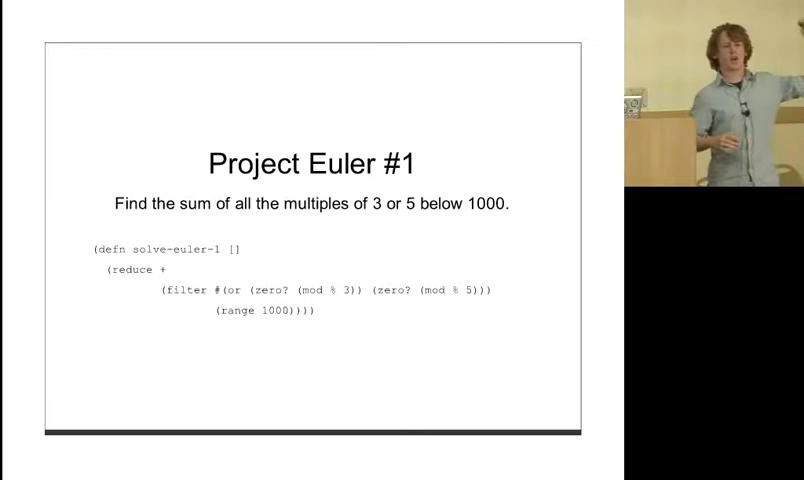 Project Euler #1
Find the sum of all the multiples of 3 or 5 below 1000.
(defn solve-euler-1 []
(reduce +
(filter #(or (zero? (mod % 3)) (zero? (mod % 5)))
(range 1000))))